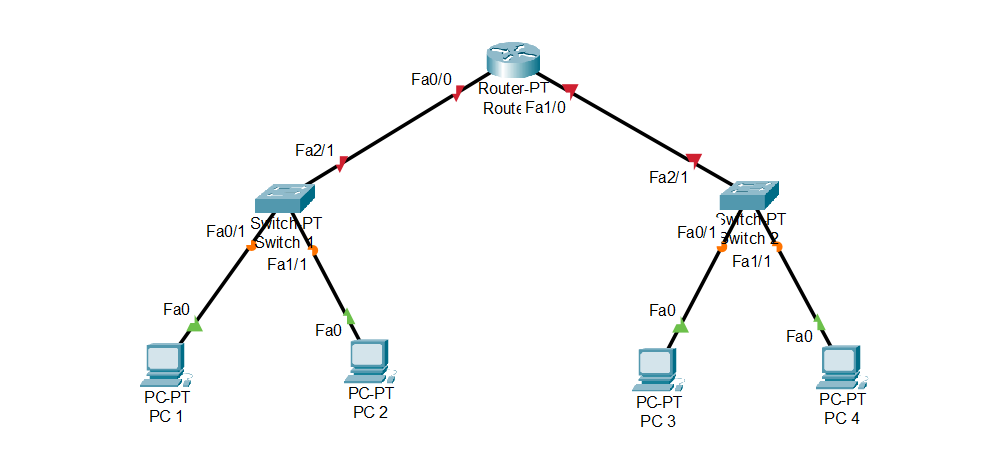 Fa0/0
Router-PT
Route
Fa1/0
Fa2/1
Fa2/1
Switch-PT
Switch 1
Fa0/1
Fa1/1
Switch-PT
Switch 2
Fa0/1
Fa1/1
Fa0
Fa0
Fa0
Fa0
PC-PT
PC 1
PC-PT
PC 2
PC-PT
PC 3
PC-PT
PC 4